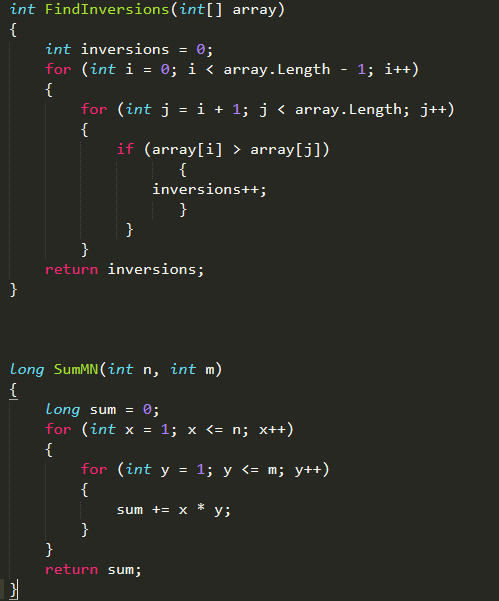 int FindInversions(int[] array)
{
int inversions = 0;
for (int i = 0; i < array.Length - 1; i++)
{
for (int j = i + 1; j < array.Length; j++)
{
if (array[i] > array[j])
{
inversions++;
}
}
}
return inversions;
}
long SumMN(int n, int m)
{
long sum = 0;
for (int x = 1; x <= n; x++)
{
for (int y = 1; y <= m; y++)
{
sum += x * y;
}
}
return sum;
}